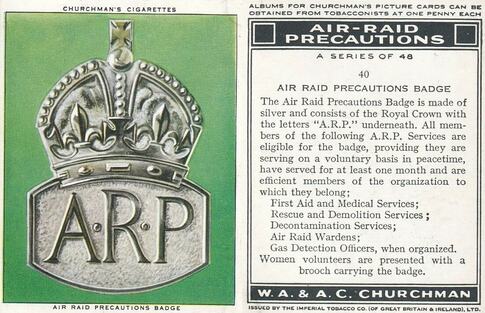 CHURCHMAN'S CIGARETTES
A·R·P
AIR RAID PRECAUTIONS BADGE
ALBUMS FOR CHURCHMAN'S PICTURE CARDS CAN BE
OBTAINED FROM TOBACCONISTS AT ONE PENNY EACH
AIR-RAID
PRECAUTIONS
A SERIES OF 48
40
AIR RAID PRECAUTIONS BADGE
The Air Raid Precautions Badge is made of
silver and consists of the Royal Crown with
the letters "A.R.P." underneath. All mem-
bers of the following A.R.P. Services are
eligible for the badge, providing they are
serving on a voluntary basis in peacetime,
have served for at least one month and are
efficient members of the organization to
which they belong;
First Aid and Medical Services;
Rescue and Demolition Services;
Decontamination Services;
Air Raid Wardens;
Gas Detection Officers, when organized.
Women volunteers are presented with a
brooch carrying the badge.
W. A. & A. C. CHURCHMAN
ISSUED BY THE IMPERIAL TOBACCO CO. (OF GREAT BRITAIN & IRELAND), LTD.